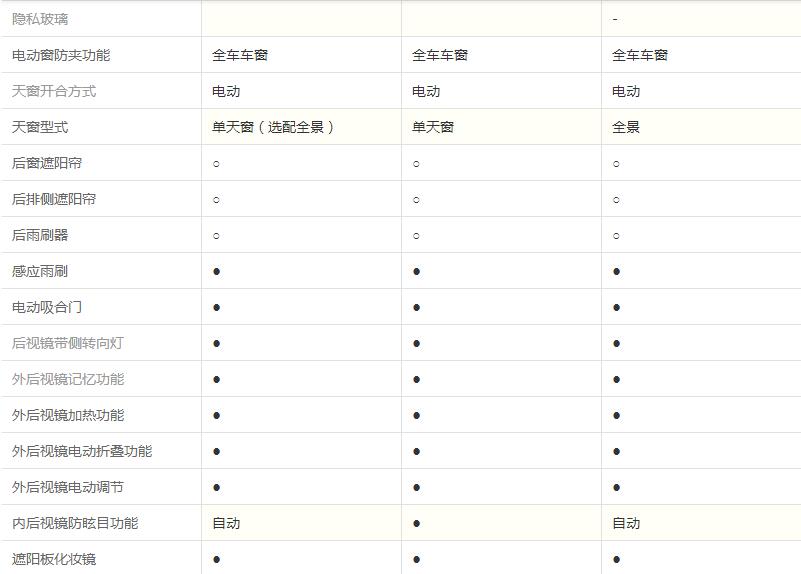 隐私玻璃 -
电动窗防夹功能 全车车窗 全车车窗 全车车窗
天窗开合方式 电动 电动 电动
天窗型式 单天窗（选配全景） 单天窗 全景
后窗遮阳帘 ○ ○ ○
后排侧遮阳帘 ○ ○ ○
后雨刷器 ○ ○ ○
感应雨刷 ● ● ●
电动吸合门 ● ● ●
后视镜带侧转向灯 ● ● ●
外后视镜记忆功能 ● ● ●
外后视镜加热功能 ● ● ●
外后视镜电动折叠功能 ● ● ●
外后视镜电动调节 ● ● ●
内后视镜防眩目功能 自动 ● 自动
遮阳板化妆镜 ● ● ●